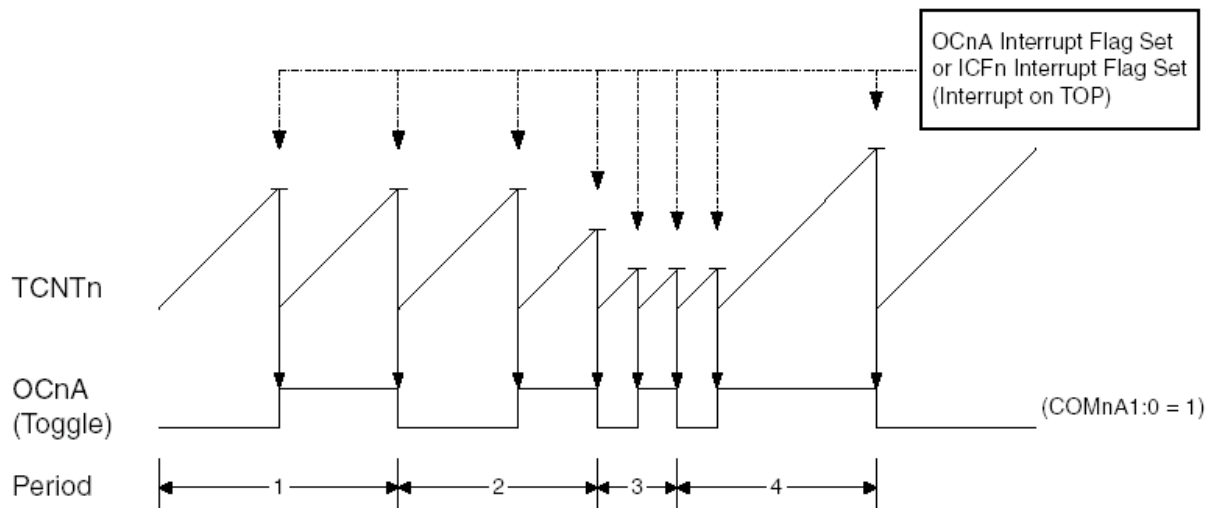 OCnA Interrupt Flag Set
or ICFn Interrupt Flag Set
(Interrupt on TOP)
TCNTn
OCnA
(Toggle)
(COMnA1:0 = 1)
Period
1
2
3
4